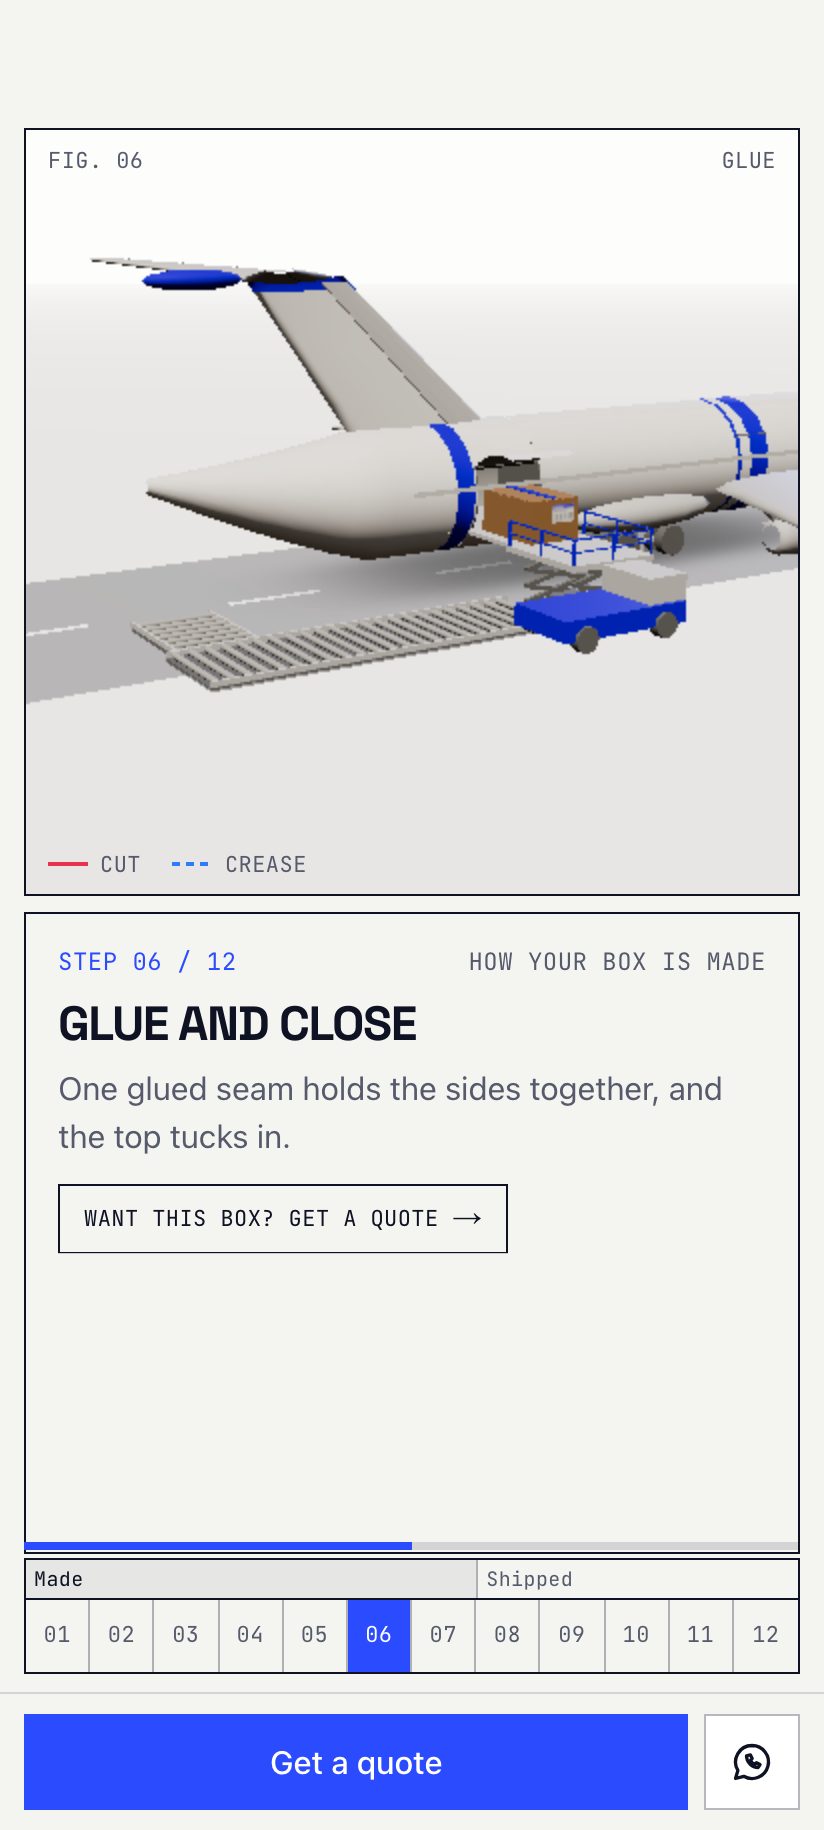 FIG. 06
GLUE
CUT
CREASE
STEP 06 / 12
HOW YOUR BOX IS MADE
GLUE AND CLOSE
One glued seam holds the sides together, and
the top tucks in.
WANT THIS BOX? GET A QUOTE →
Made
Shipped
01 02 03 04 05 06 07 08 09 10 11 12
Get a quote